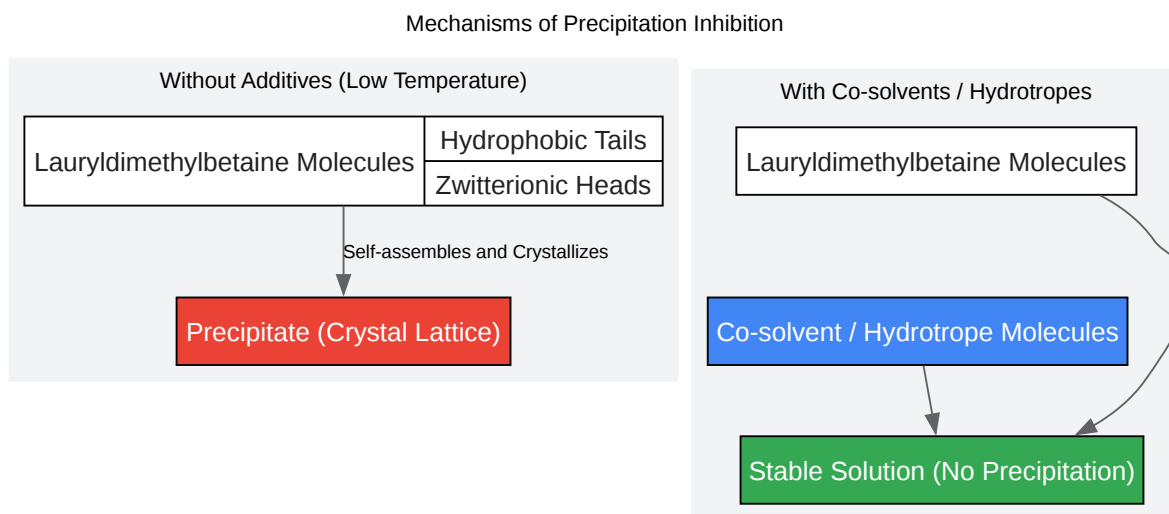 Mechanisms of Precipitation Inhibition
Without Additives (Low Temperature)
Lauryldimethylbetaine Molecules
Hydrophobic Tails
Zwitterionic Heads
Self-assembles and Crystallizes
Precipitate (Crystal Lattice)
With Co-solvents / Hydrotropes
Lauryldimethylbetaine Molecules
Co-solvent / Hydrotrope Molecules
Stable Solution (No Precipitation)